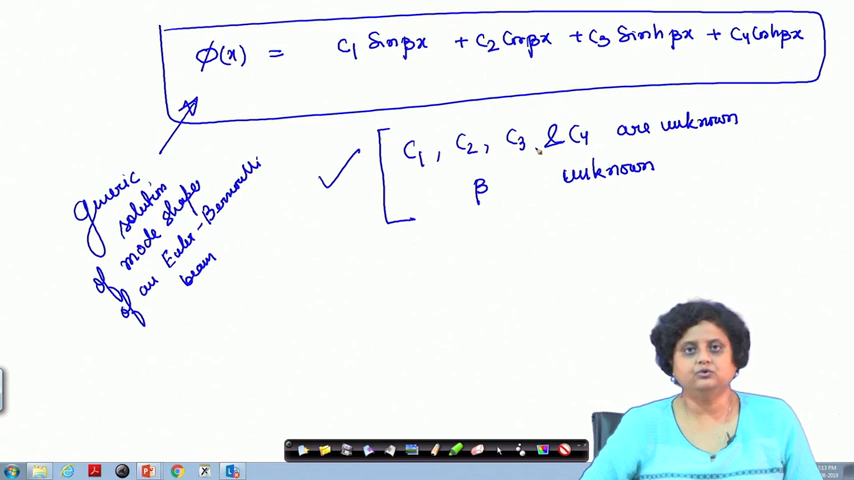 ϕ(x) = C1 Sinβx + C2 Cosβx + C3 Sinhβx + C4 Coshβx
C1, C2, C3 & C4 are unknown
β unknown
generic
solution
of mode shapes
of an Euler-Bernoulli
beam